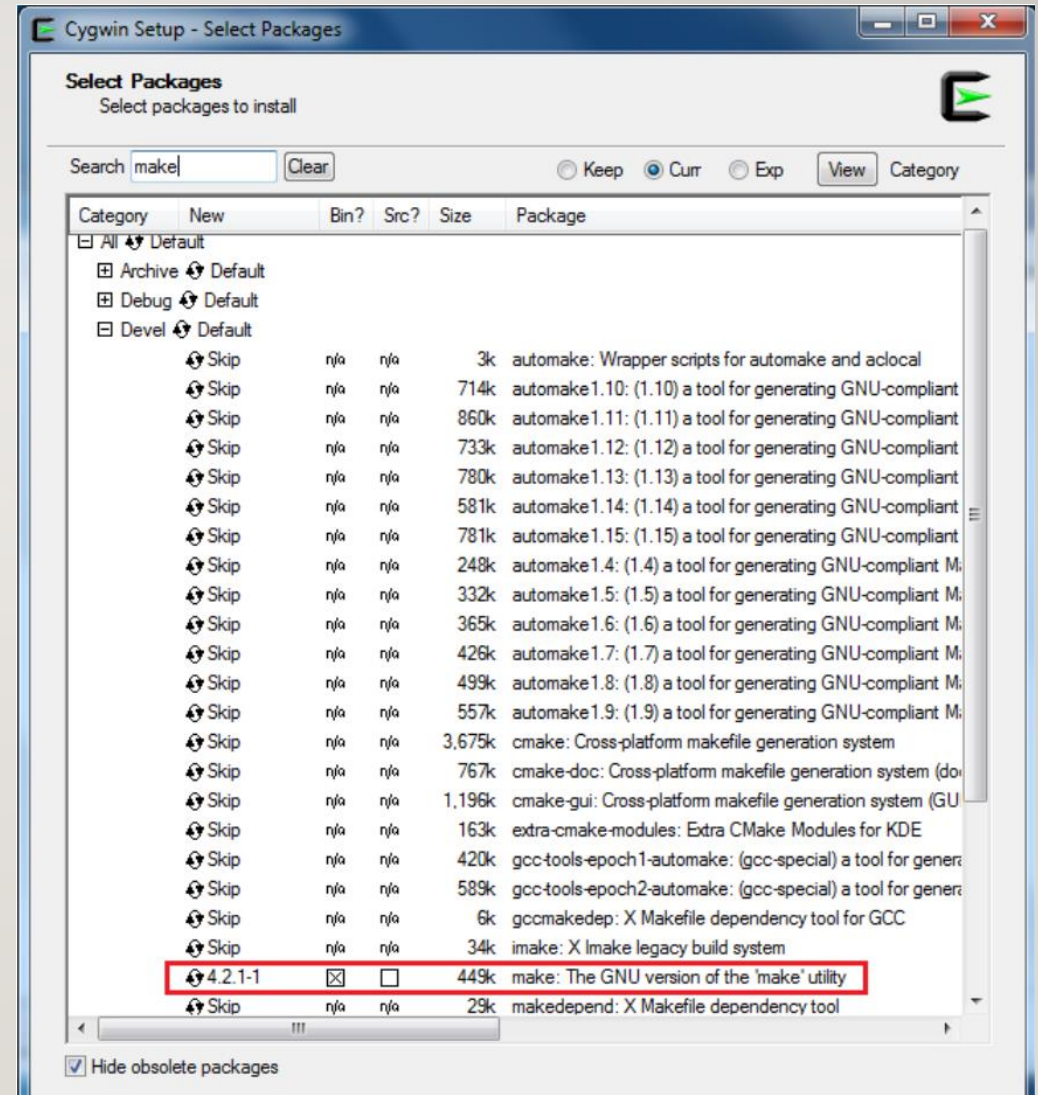 Cygwin Setup - Select Packages
Select Packages
Select packages to install
Search make Clear Keep Curr Exp View Category
Category New Bin? Src? Size Package
All Default
Archive Default
Debug Default
Devel Default
Skip n/a n/a 3k automake: Wrapper scripts for automake and aclocal
Skip n/a n/a 714k automake1.10: (1.10) a tool for generating GNU-compliant
Skip n/a n/a 860k automake1.11: (1.11) a tool for generating GNU-compliant
Skip n/a n/a 733k automake1.12: (1.12) a tool for generating GNU-compliant
Skip n/a n/a 780k automake1.13: (1.13) a tool for generating GNU-compliant
Skip n/a n/a 581k automake1.14: (1.14) a tool for generating GNU-compliant
Skip n/a n/a 781k automake1.15: (1.15) a tool for generating GNU-compliant
Skip n/a n/a 248k automake1.4: (1.4) a tool for generating GNU-compliant Ma
Skip n/a n/a 332k automake1.5: (1.5) a tool for generating GNU-compliant Ma
Skip n/a n/a 365k automake1.6: (1.6) a tool for generating GNU-compliant Ma
Skip n/a n/a 426k automake1.7: (1.7) a tool for generating GNU-compliant Ma
Skip n/a n/a 499k automake1.8: (1.8) a tool for generating GNU-compliant Ma
Skip n/a n/a 557k automake1.9: (1.9) a tool for generating GNU-compliant Ma
Skip n/a n/a 3,675k cmake: Cross-platform makefile generation system
Skip n/a n/a 767k cmake-doc: Cross-platform makefile generation system (doc
Skip n/a n/a 1,196k cmake-gui: Cross-platform makefile generation system (GUI
Skip n/a n/a 163k extra-cmake-modules: Extra CMake Modules for KDE
Skip n/a n/a 420k gcc-tools-epoch1-automake: (gcc-special) a tool for genera
Skip n/a n/a 589k gcc-tools-epoch2-automake: (gcc-special) a tool for genera
Skip n/a n/a 6k gccmakedep: X Makefile dependency tool for GCC
Skip n/a n/a 34k imake: X Imake legacy build system
4.2.1-1 449k make: The GNU version of the 'make' utility
Skip n/a n/a 29k makedepend: X Makefile dependency tool
Hide obsolete packages